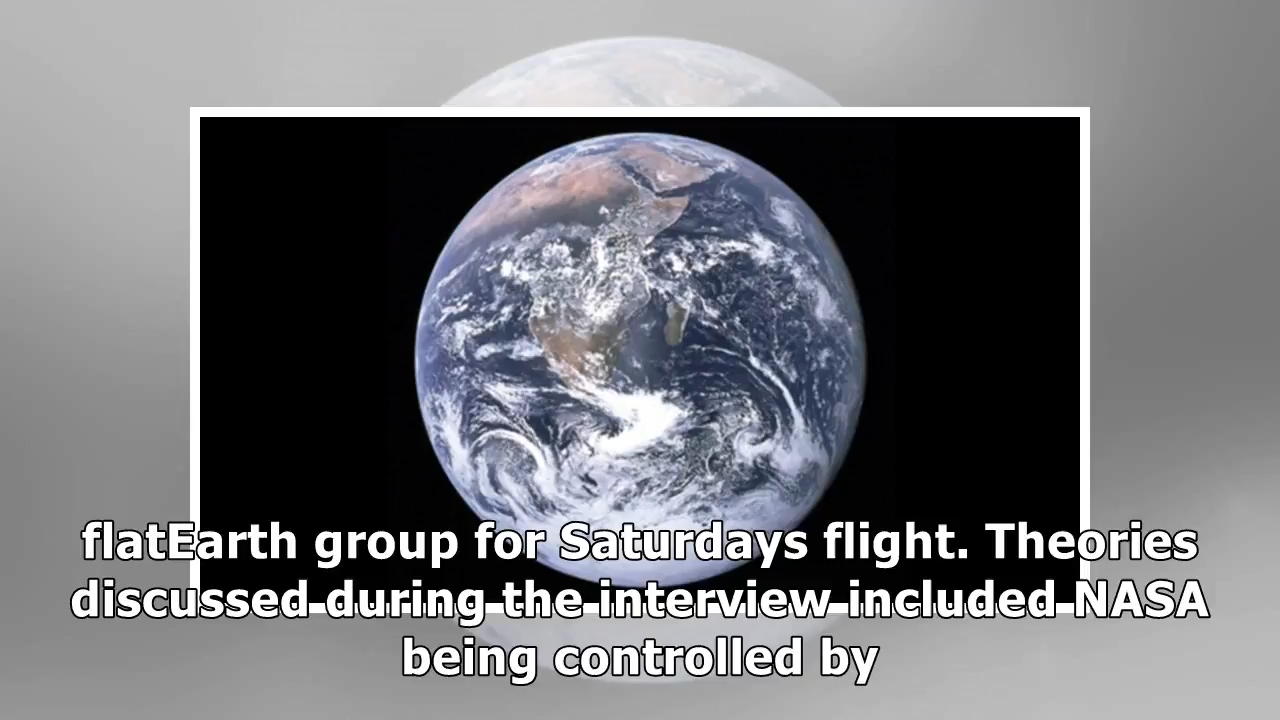 flatEarth group for Saturdays flight. Theories
discussed during the interview included NASA
being controlled by